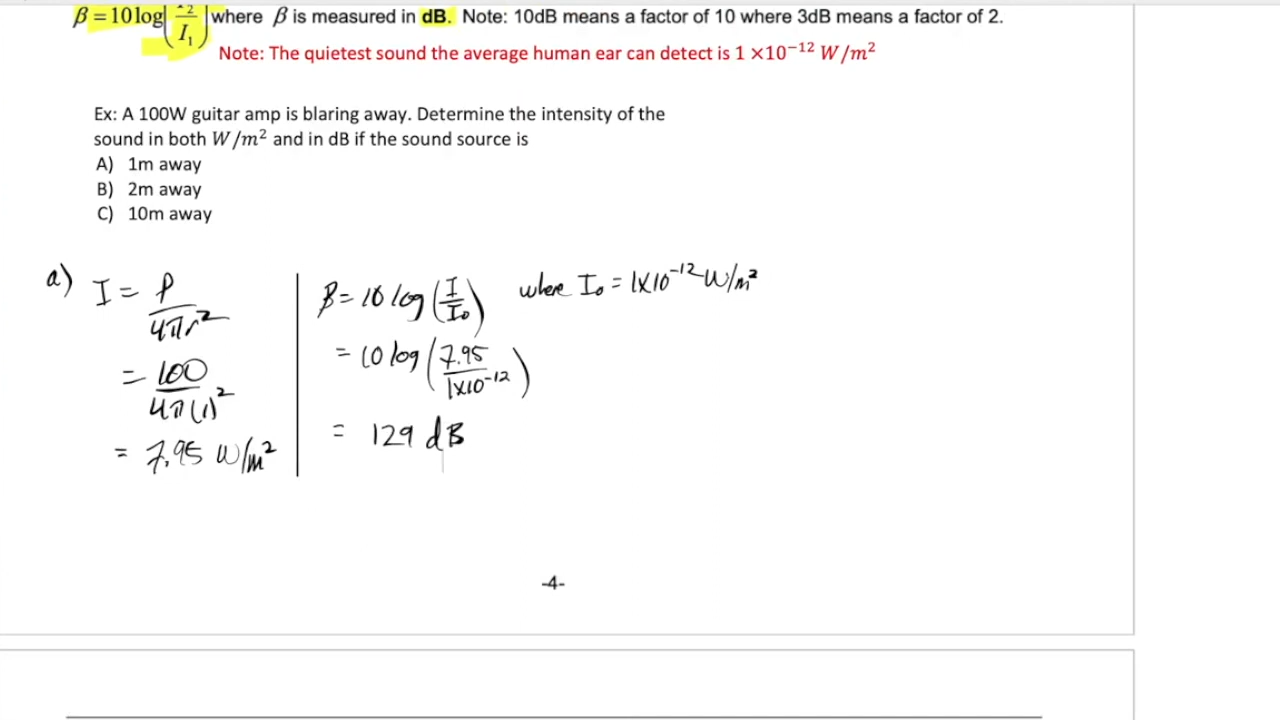 β = 10 log(I₂/I₁) where β is measured in dB. Note: 10dB means a factor of 10 where 3dB means a factor of 2.
Note: The quietest sound the average human ear can detect is 1 ×10⁻¹² W/m²
Ex: A 100W guitar amp is blaring away. Determine the intensity of the
sound in both W/m² and in dB if the sound source is
A) 1m away
B) 2m away
C) 10m away
a) I = P/4πr²
= 100/4π(1)²
= 7.95 W/m²
β = 10 log(I/I₀) where I₀ = 1x10⁻¹² W/m²
= 10 log(7.95/1x10⁻¹²)
= 129 dB
-4-